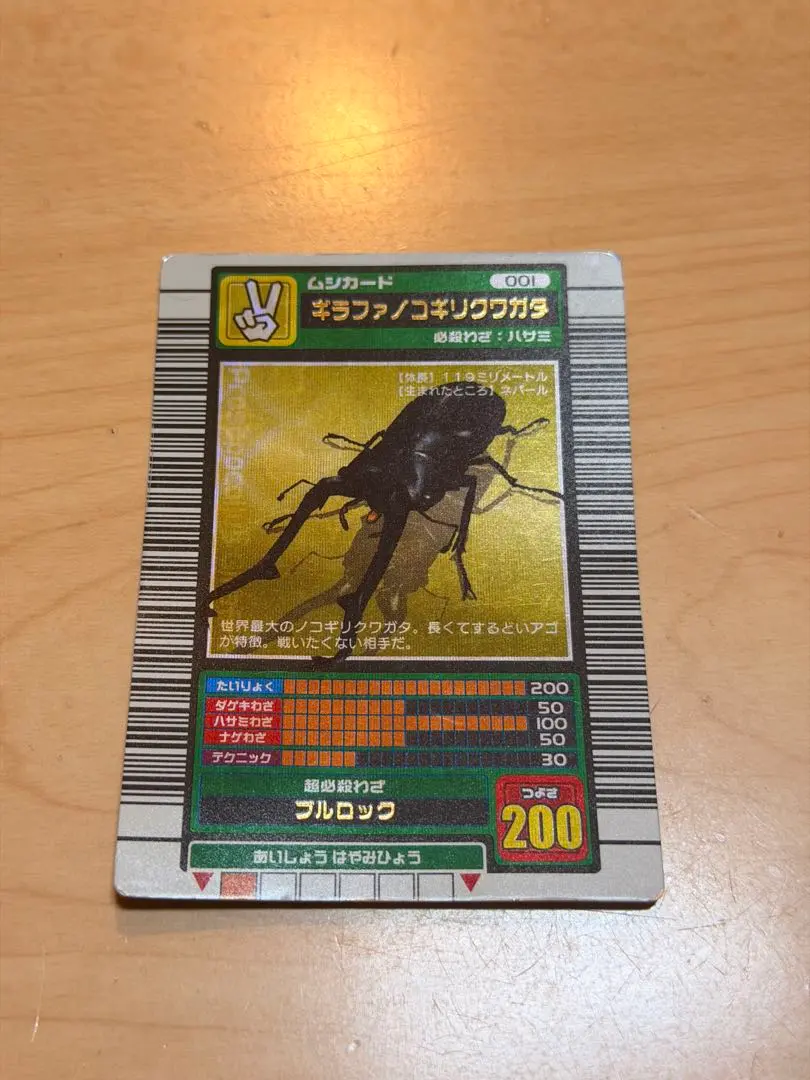 ムシカード 001
ギラファノコギリクワガタ
必殺わざ:ハサミ
【体長】119ミリメートル
【生まれたところ】ネパール
世界最大のノコギリクワガタ。長くてするどいアゴ
が特徴。戦いたくない相手だ。
たいりょく 200
ダゲキわざ 50
ハサミわざ 100
ナゲわざ 50
テクニック 30
超必殺わざ
ブルロック
つよさ
200
あいしょうはやみひょう